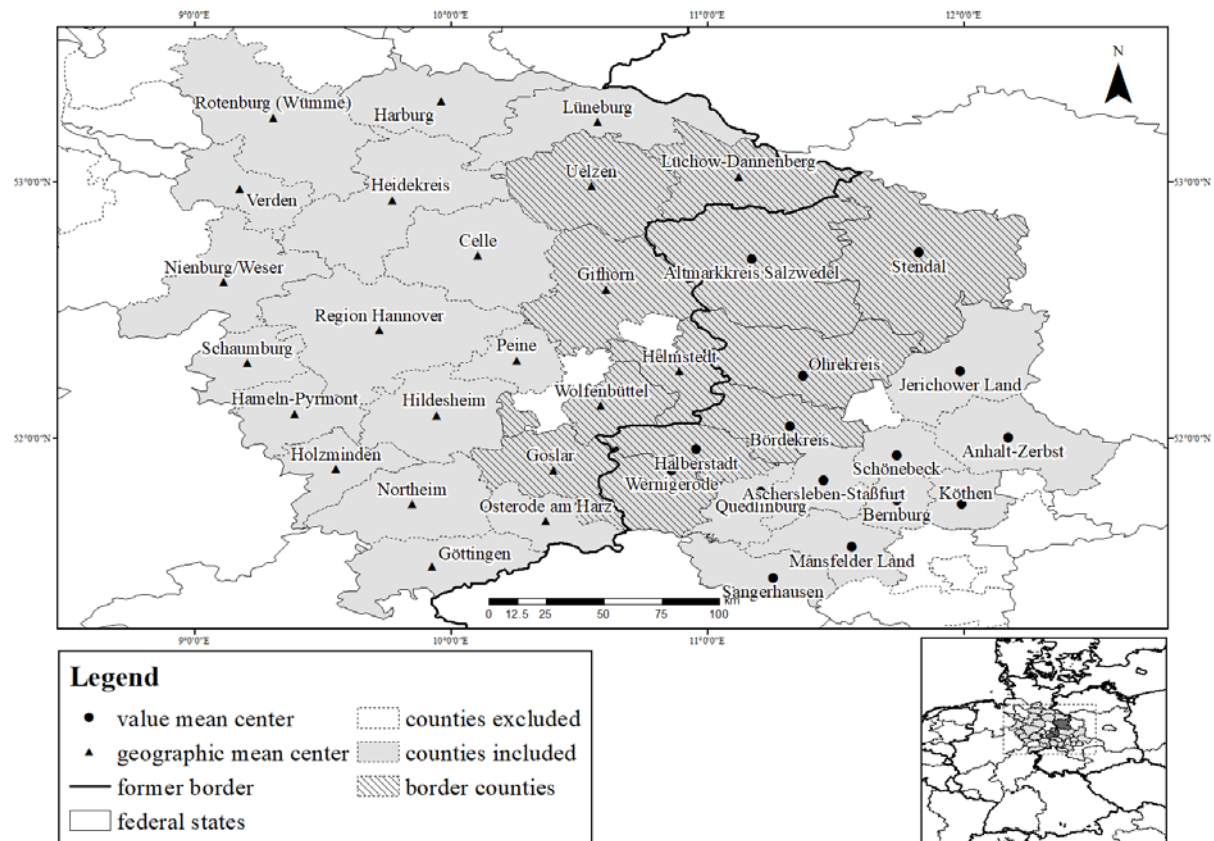 9°0'0"E 10°0'0"E 11°0'0"E 12°0'0"E
N
Rotenburg (Wümme)
Harburg
Lüneburg
Lüchow-Dannenberg
Uelzen
53°0'0"N 53°0'0"N
Verden
Heidekreis
Celle
Nienburg/Weser
Gifhorn
Altmarkkreis Salzwedel
Stendal
Region Hannover
Schaumburg
Peine
Helmstedt
Ohrekreis
Jerichower Land
Hameln-Pyrmont
Hildesheim
Wolfenbüttel
52°0'0"N 52°0'0"N
Bördekreis
Anhalt-Zerbst
Holzminden
Goslar
Halberstadt
Schönebeck
Wernigerode
Northeim
Osterode am Harz
Quedlinburg
Aschersleben-Staßfurt
Bernburg
Köthen
Göttingen
Mansfelder Land
Sangerhausen
km
0 12.5 25 50 75 100
9°0'0"E 10°0'0"E 11°0'0"E 12°0'0"E
Legend
value mean center
geographic mean center
former border
federal states
counties excluded
counties included
border counties